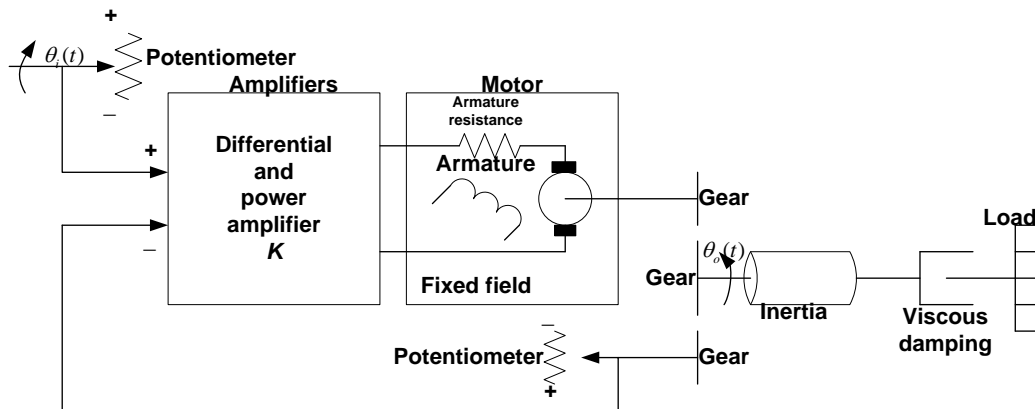 +
θᵢ(t)
Potentiometer
−
Amplifiers
Motor
+
−
Differential
and
power
amplifier
K
Armature
resistance
Armature
Fixed field
Gear
Gear
θₒ(t)
Inertia
Viscous
damping
Load
−
Potentiometer
+
Gear